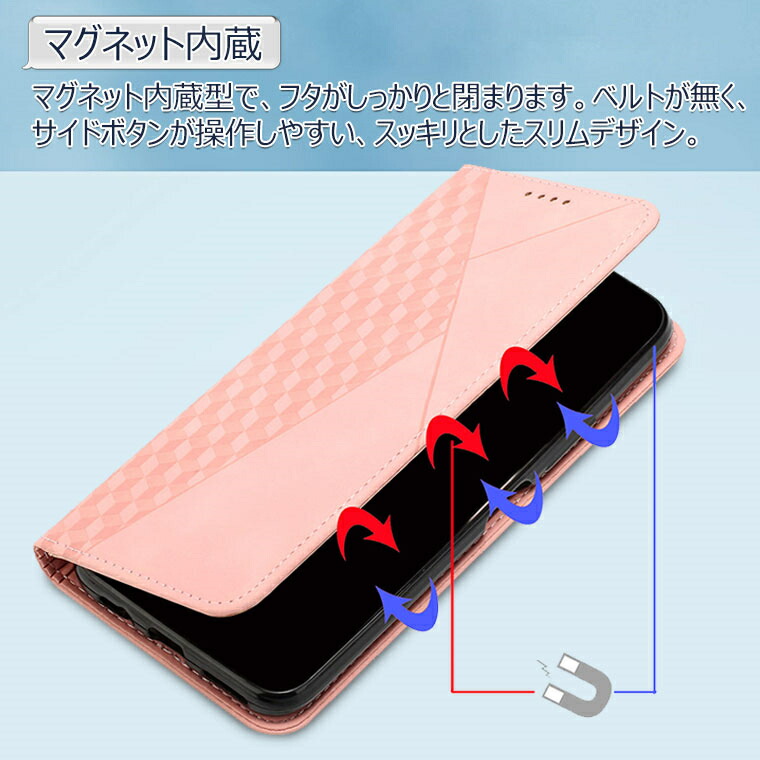 マグネット内蔵
マグネット内蔵型で、フタがしっかりと閉まります。ベルトが無く、
サイドボタンが操作しやすい、スッキリとしたスリムデザイン。